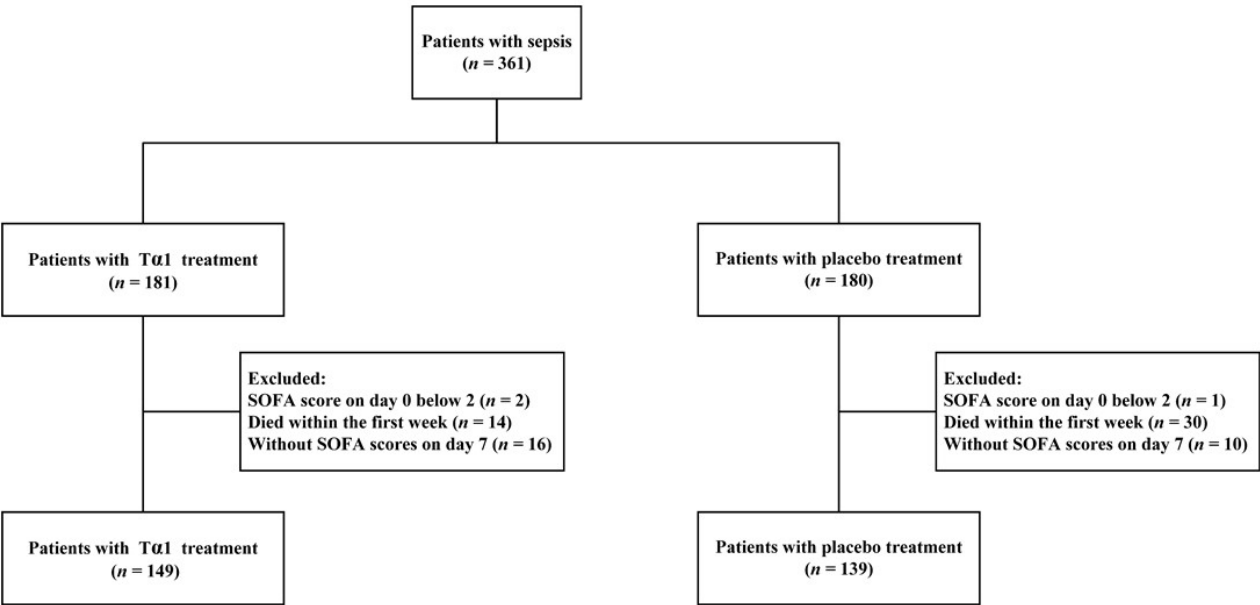 Patients with sepsis
(n = 361)
Patients with Tα1 treatment
(n = 181)
Patients with placebo treatment
(n = 180)
Excluded:
SOFA score on day 0 below 2 (n = 2)
Died within the first week (n = 14)
Without SOFA scores on day 7 (n = 16)
Excluded:
SOFA score on day 0 below 2 (n = 1)
Died within the first week (n = 30)
Without SOFA scores on day 7 (n = 10)
Patients with Tα1 treatment
(n = 149)
Patients with placebo treatment
(n = 139)